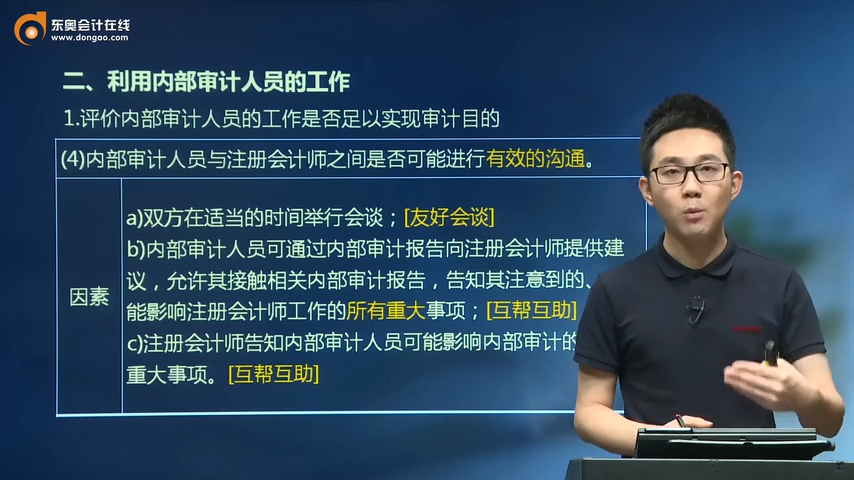 东奥会计在线
www.dongao.com
二、利用内部审计人员的工作
1.评价内部审计人员的工作是否足以实现审计目的
(4)内部审计人员与注册会计师之间是否可能进行有效的沟通。
因素
a)双方在适当的时间举行会谈；[友好会谈]
b)内部审计人员可通过内部审计报告向注册会计师提供建
议，允许其接触相关内部审计报告，告知其注意到的、
能影响注册会计师工作的所有重大事项；[互帮互助]
c)注册会计师告知内部审计人员可能影响内部审计的
重大事项。[互帮互助]